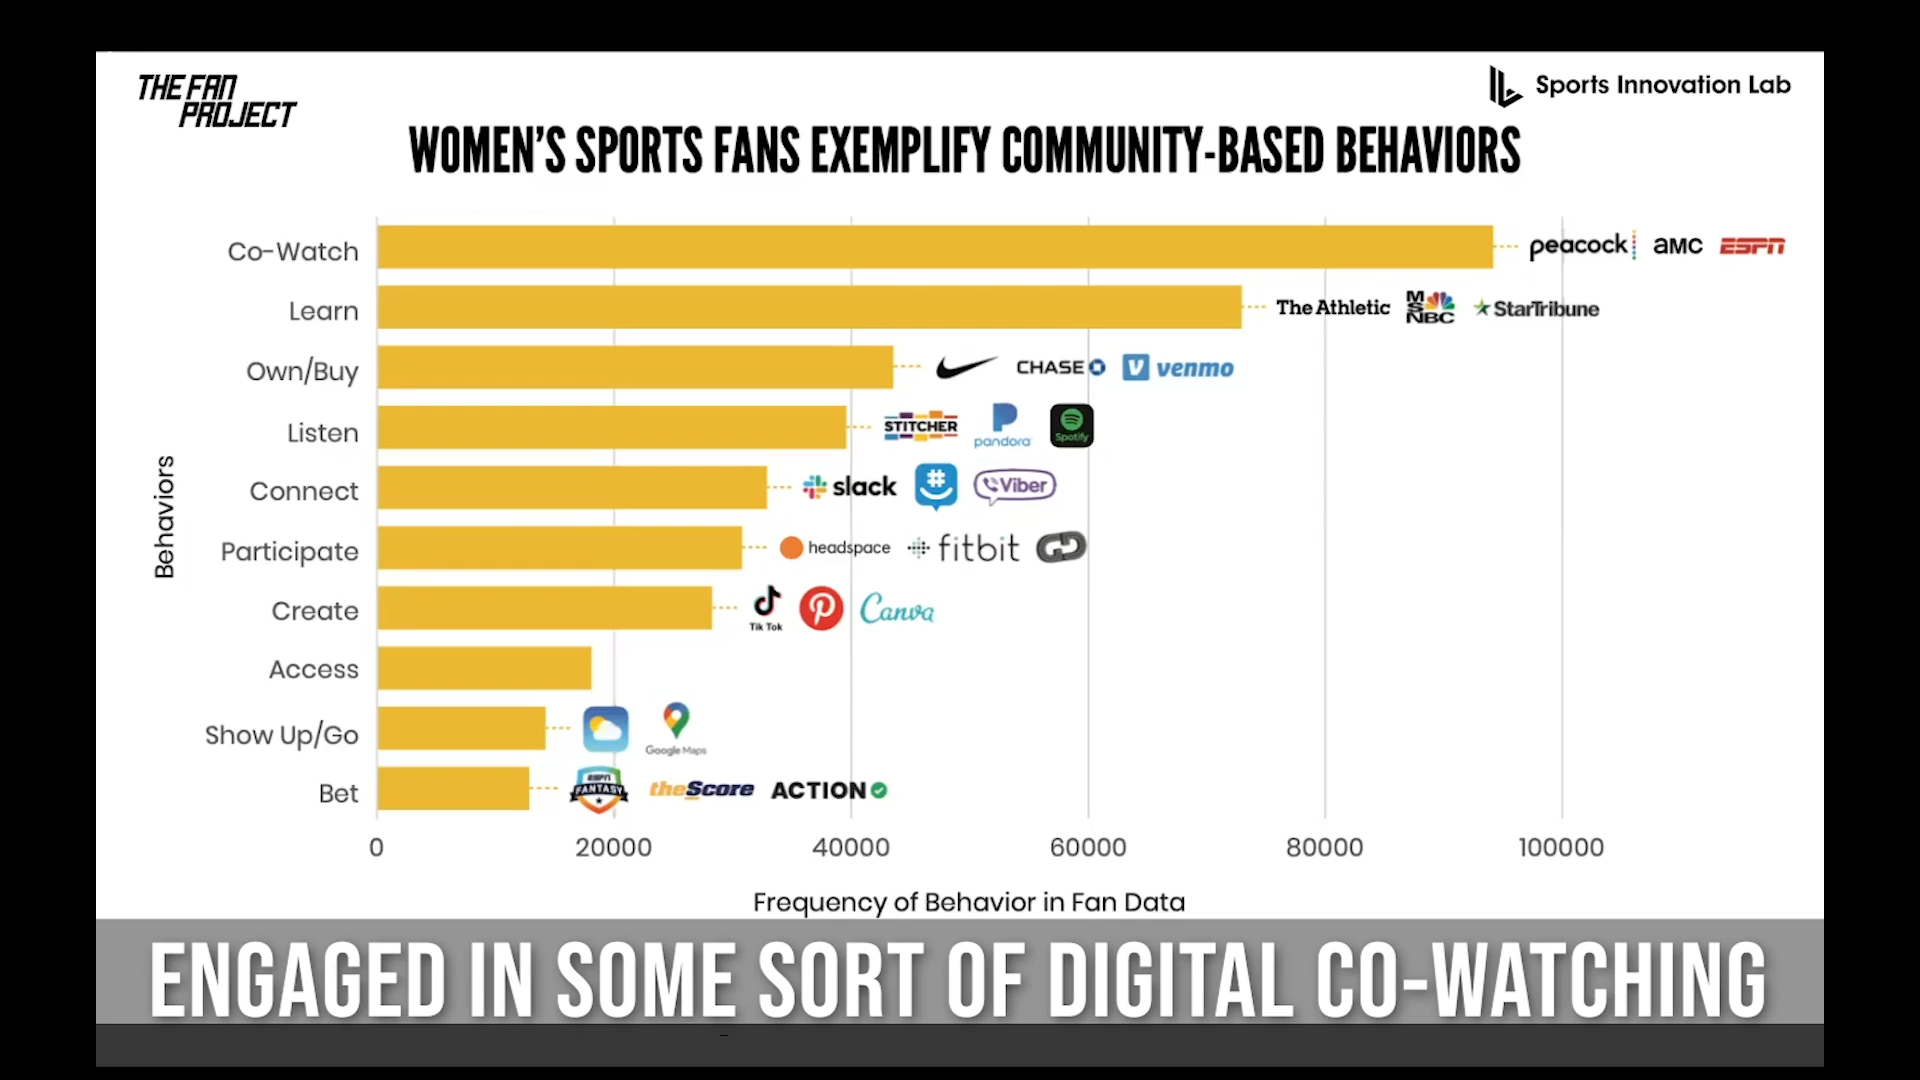 THE FAN
PROJECT
Sports Innovation Lab
WOMEN'S SPORTS FANS EXEMPLIFY COMMUNITY-BASED BEHAVIORS
Behaviors
Co-Watch
peacock AMC ESPN
Learn
The Athletic MSNBC StarTribune
Own/Buy
CHASE venmo
Listen
STITCHER pandora Spotify
Connect
slack # Viber
Participate
headspace fitbit
Create
Tik Tok Canva
Access
Show Up/Go
Google Maps
Bet
ESPN FANTASY theScore ACTION
0 20000 40000 60000 80000 100000
Frequency of Behavior in Fan Data
ENGAGED IN SOME SORT OF DIGITAL CO-WATCHING